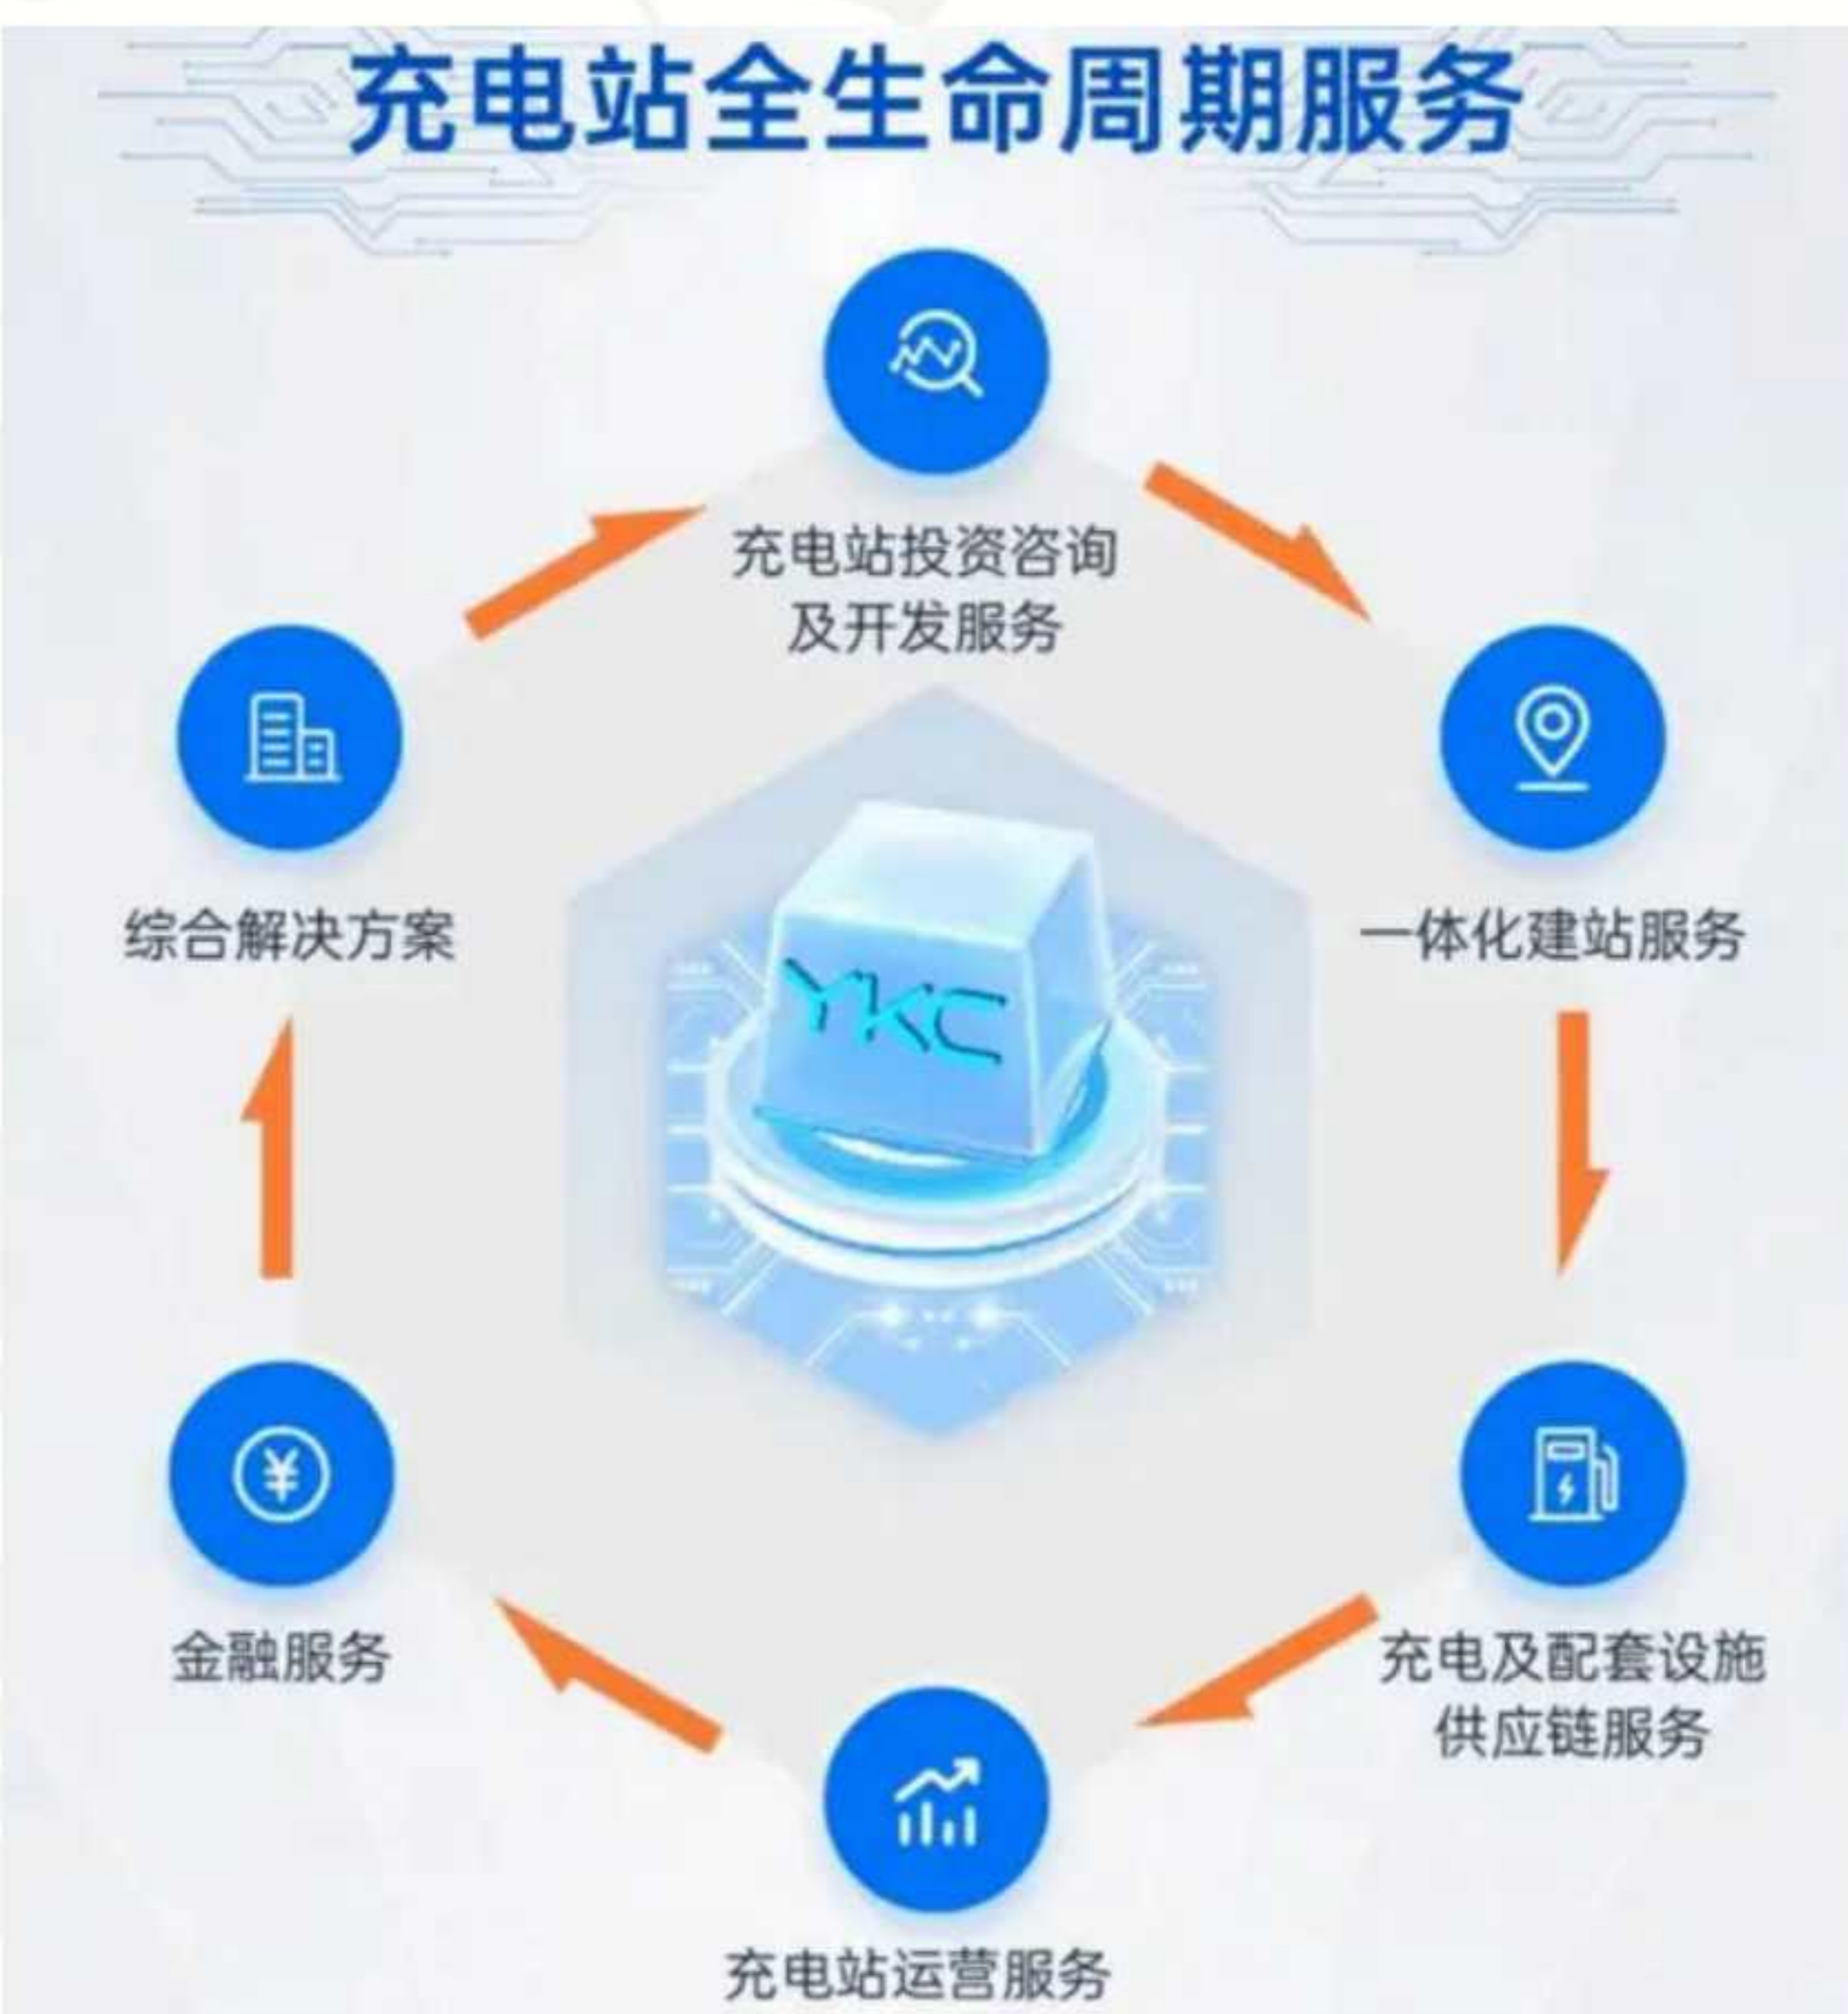 充电站全生命周期服务
充电站投资咨询
及开发服务
综合解决方案
一体化建站服务
YKC
金融服务
充电及配套设施
供应链服务
充电站运营服务